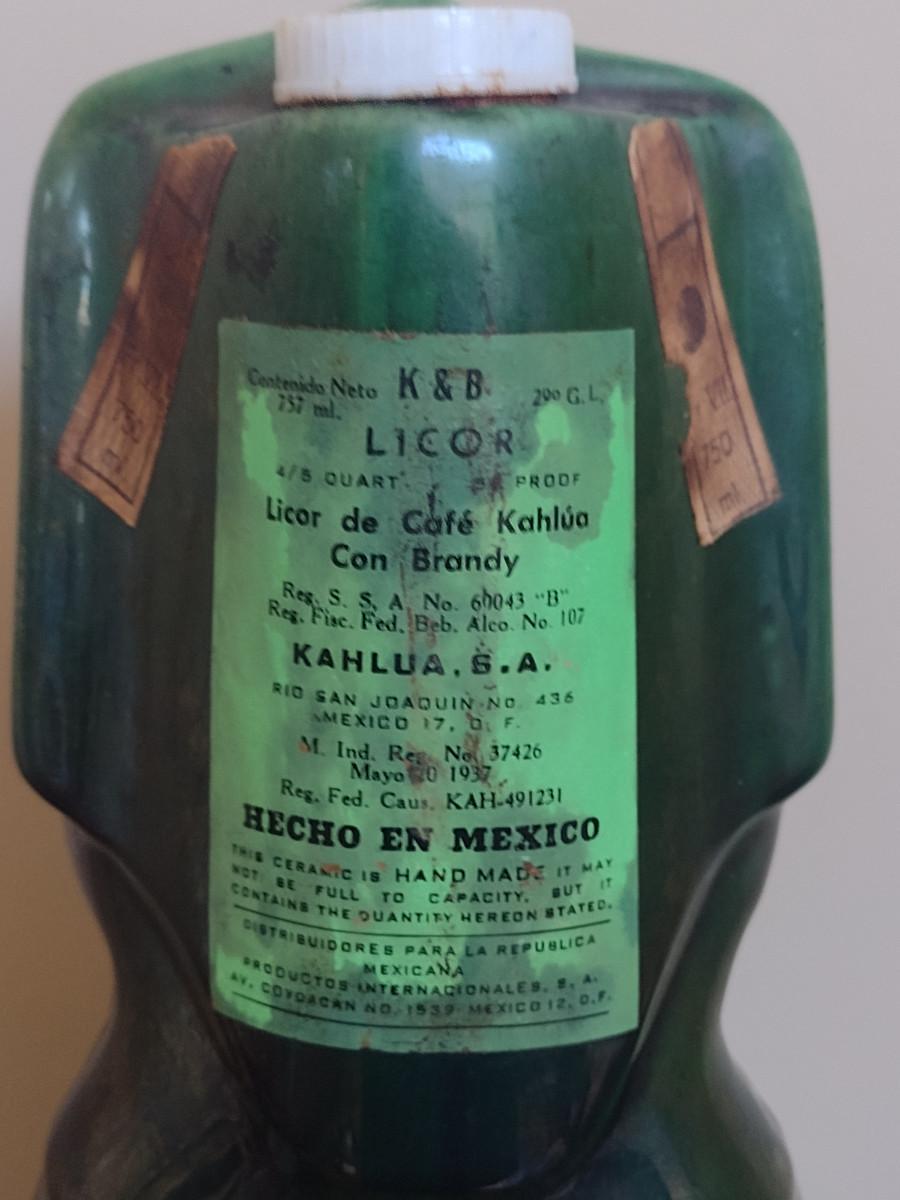 Contenido Neto K & B 29o G.L.
757 ml.
LICOR
4/5 QUART PROOF
Licor de Café Kahlúa
Con Brandy
Reg. S. S. A. No. 60043 "B"
Reg. Fisc. Fed. Beb. Alco. No. 107
KAHLUA, S.A.
RIO SAN JOAQUIN No. 436
MEXICO 17, D. F.
M. Ind. Reg. No. 37426
Mayo 1937
Reg. Fed. Caus. KAH-491231
HECHO EN MEXICO
THIS CERAMIC IS HAND MADE IT MAY
NOT BE FULL TO CAPACITY, BUT IT
CONTAINS THE QUANTITY HEREON STATED.
DISTRIBUIDORES PARA LA REPUBLICA
MEXICANA
PRODUCTOS INTERNACIONALES, S. A.
AV. COYOACAN NO. 1539 MEXICO 12, D.F.
750
ml.
VIII
750
ml.